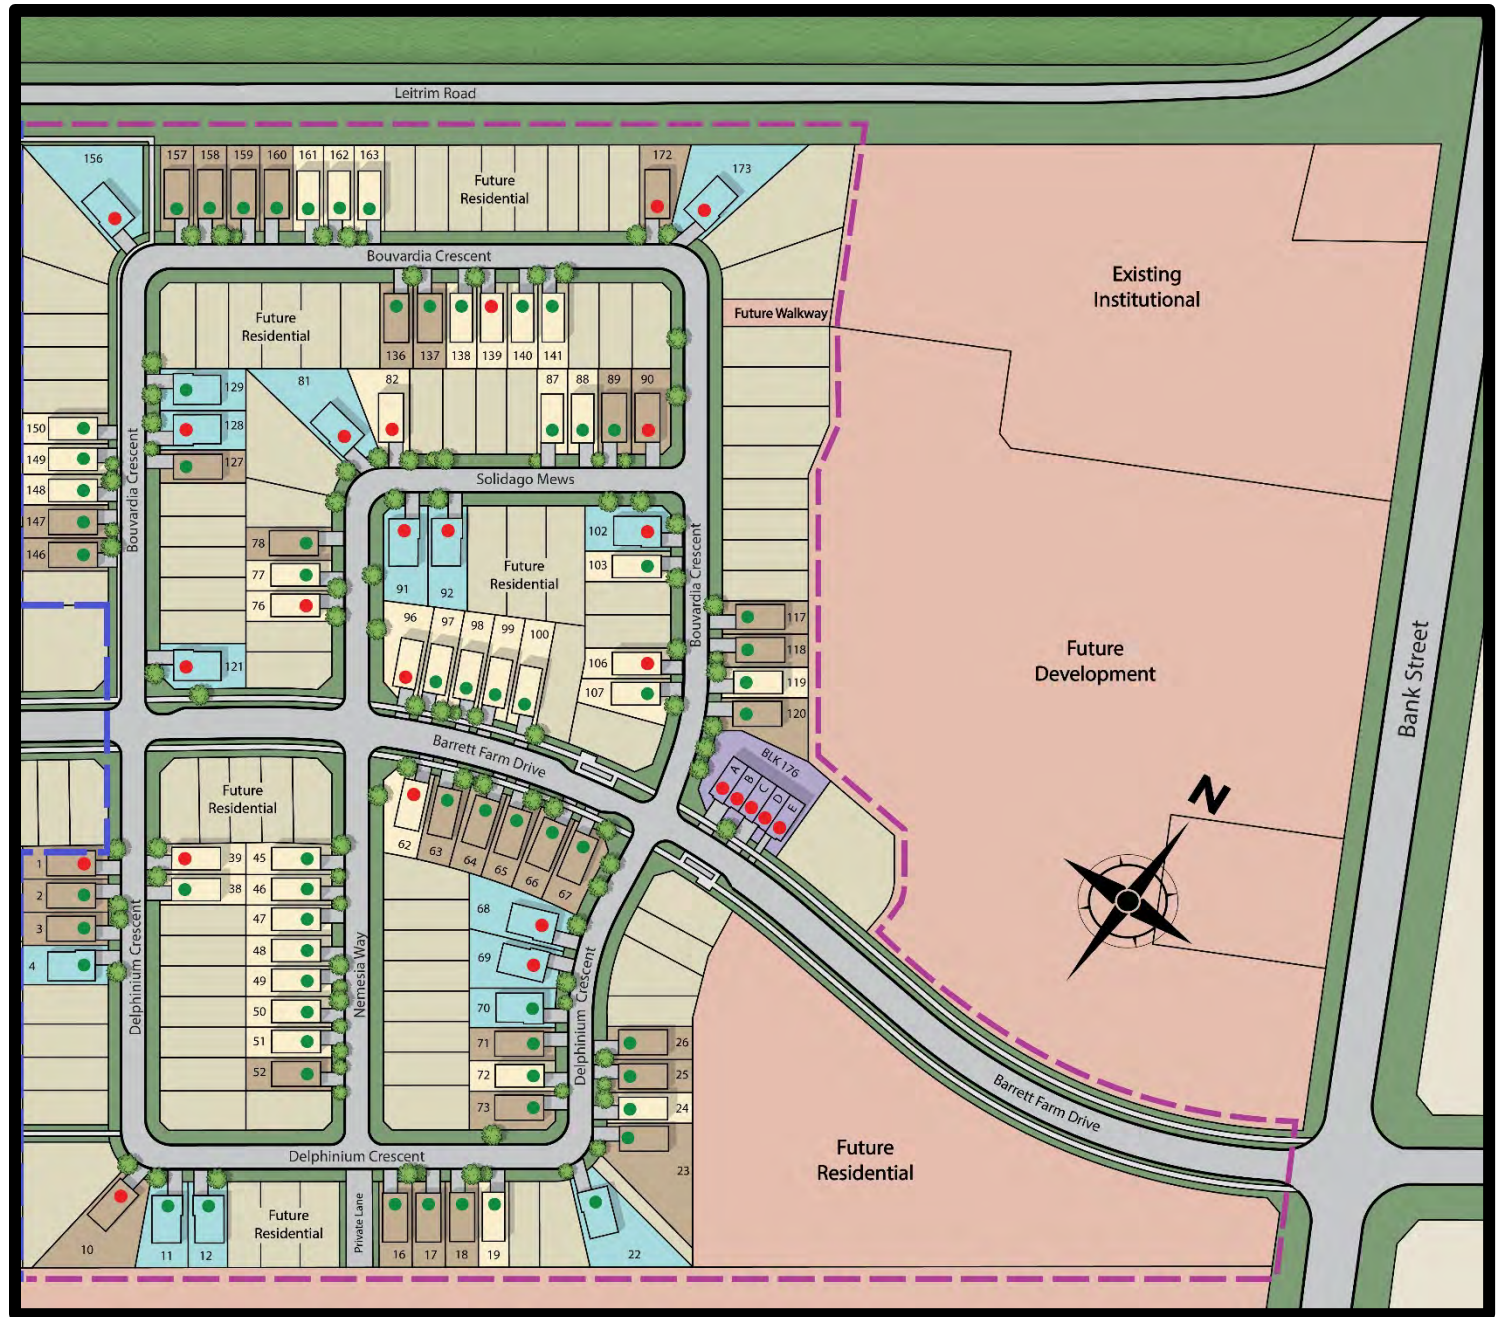 Leitrim Road
156
157 158 159 160 161 162 163
Future
Residential
172
173
Bouvardia Crescent
Existing
Institutional
Future Walkway
Future
Residential
136 137 138 139 140 141
129
128
127
81
82
87 88 89 90
150
149
148
147
146
Bouvardia Crescent
Solidago Mews
78
77
76
91 92
Future
Residential
102
103
Bouvardia Crescent
96 97 98 99 100
106
107
117
118
119
120
121
Future
Development
Bank Street
Barrett Farm Drive
BLK 176
A B C D E
N
Future
Residential
62 63 64 65 66 67
1
2
3
4
39
38
45
46
47
48
49
50
51
52
Delphinium Crescent
Nemesia Way
68
69
70
71
72
73
Delphinium Crescent
26
25
24
23
Barrett Farm Drive
Future
Residential
Delphinium Crescent
10
11 12
Future
Residential
Private Lane
16 17 18 19
22